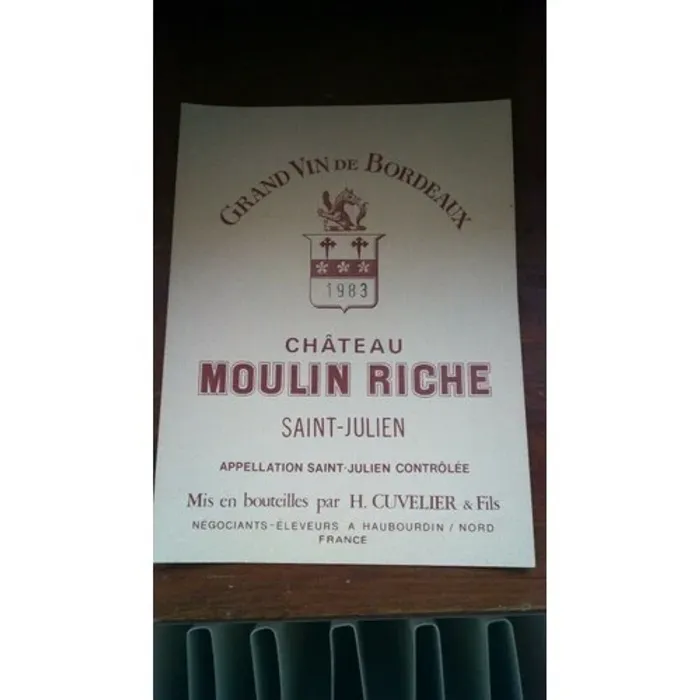 GRAND VIN DE BORDEAUX
1983
CHÂTEAU
MOULIN RICHE
SAINT-JULIEN
APPELLATION SAINT-JULIEN CONTRÔLÉE
Mis en bouteilles par H. CUVELIER & Fils
NÉGOCIANTS-ÉLEVEURS A HAUBOURDIN / NORD
FRANCE